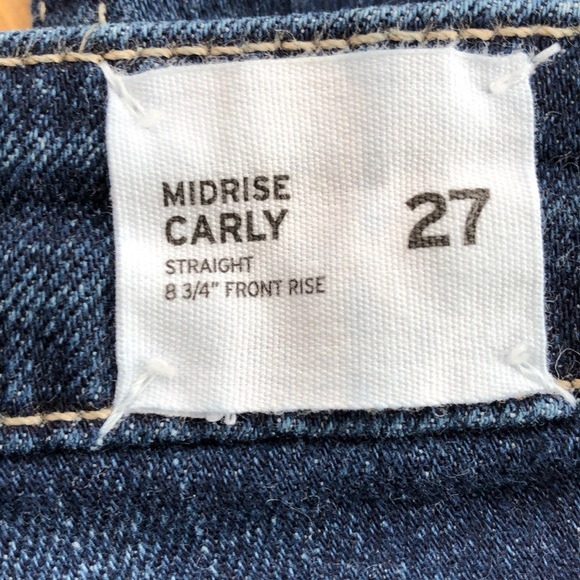 MIDRISE
CARLY
27
STRAIGHT
8 3/4" FRONT RISE